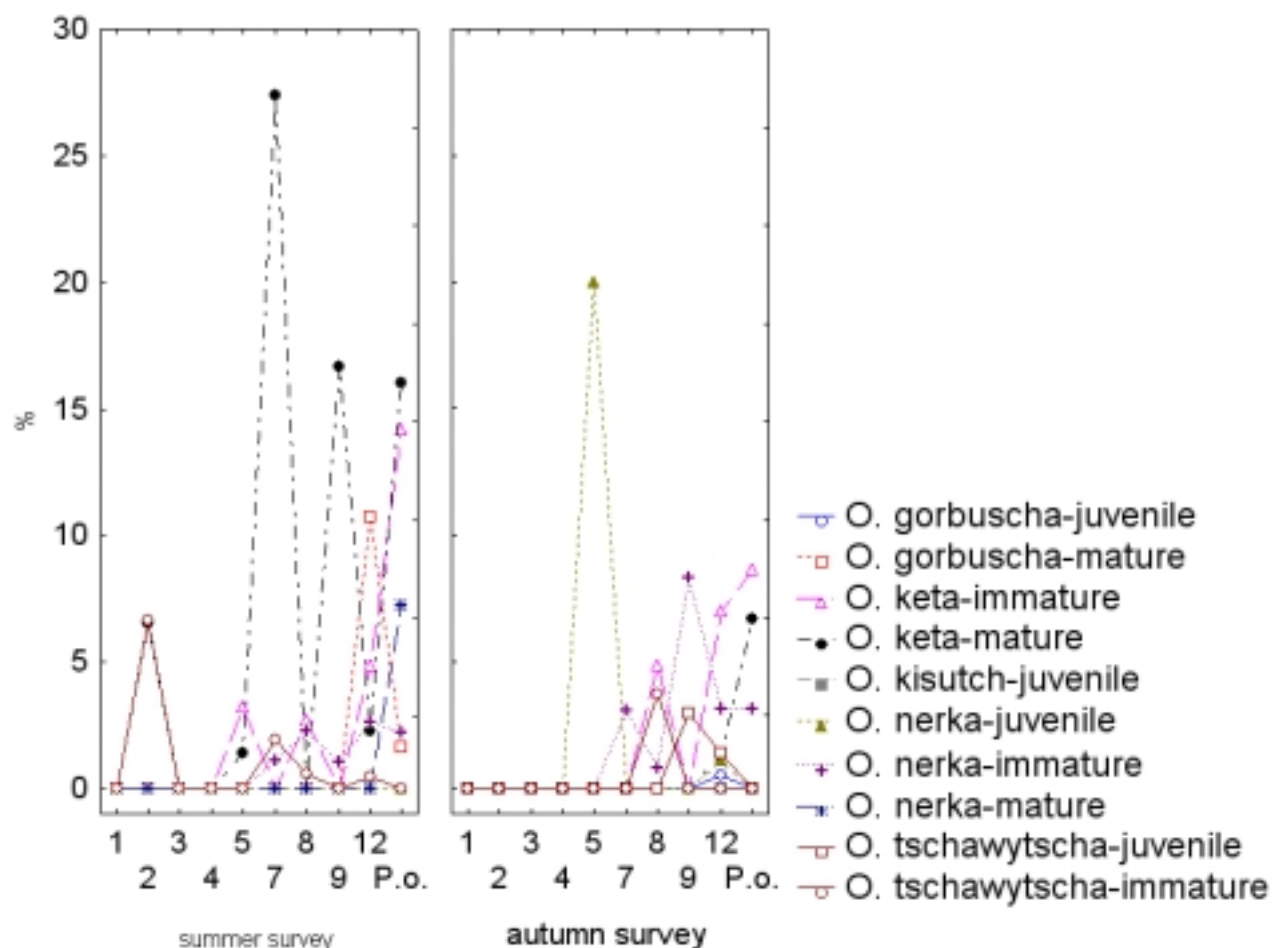 30
25
20
15
10
5
0
%
1 3 5 8 12
2 4 7 9 P.o.
summer survey
1 3 5 8 12
2 4 7 9 P.o.
autumn survey
O. gorbuscha-juvenile
O. gorbuscha-mature
O. keta-immature
O. keta-mature
O. kisutch-juvenile
O. nerka-juvenile
O. nerka-immature
O. nerka-mature
O. tschawytscha-juvenile
O. tschawytscha-immature